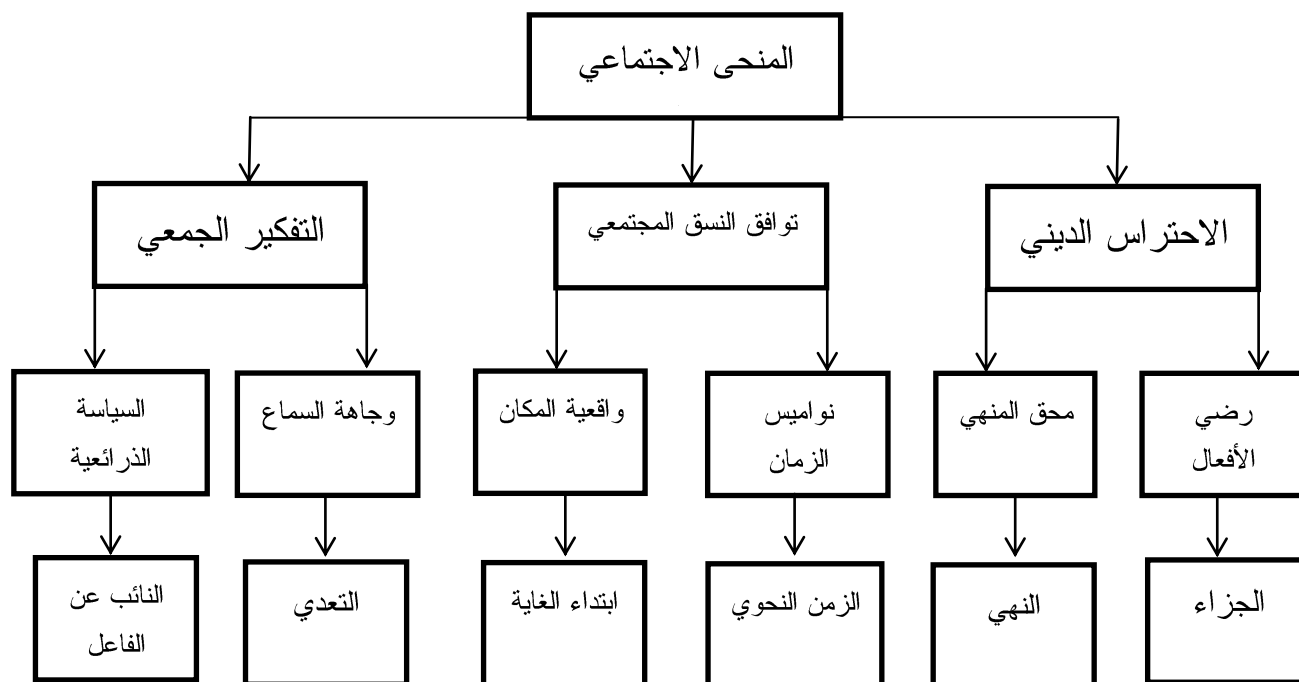 المنحى الاجتماعي
الاحتراس الديني
توافق النسق المجتمعي
التفكير الجمعي
رضي
الأفعال
محق المنهي
نواميس
الزمان
واقعية المكان
وجاهة السماع
السياسة
الذرائعية
الجزاء
النهي
الزمن النحوي
ابتداء الغاية
التعدي
النائب عن
الفاعل